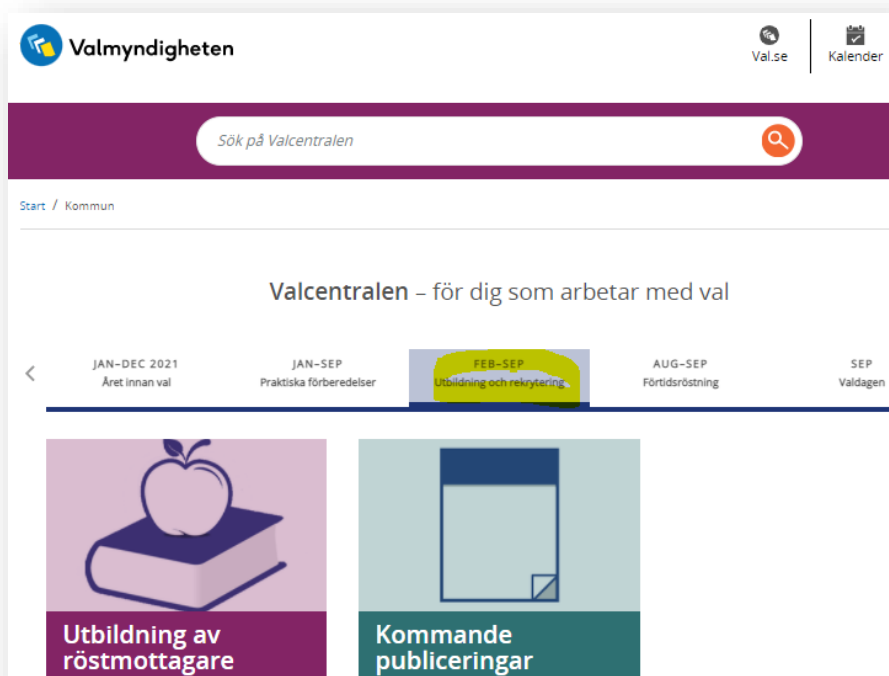 Valmyndigheten
Val.se
Kalender
Sök på Valcentralen
Start / Kommun
Valcentralen – för dig som arbetar med val
JAN–DEC 2021
Året innan val
JAN–SEP
Praktiska förberedelser
FEB–SEP
Utbildning och rekrytering
AUG–SEP
Förtidsröstning
SEP
Valdagen
Utbildning av
röstmottagare
Kommande
publiceringar